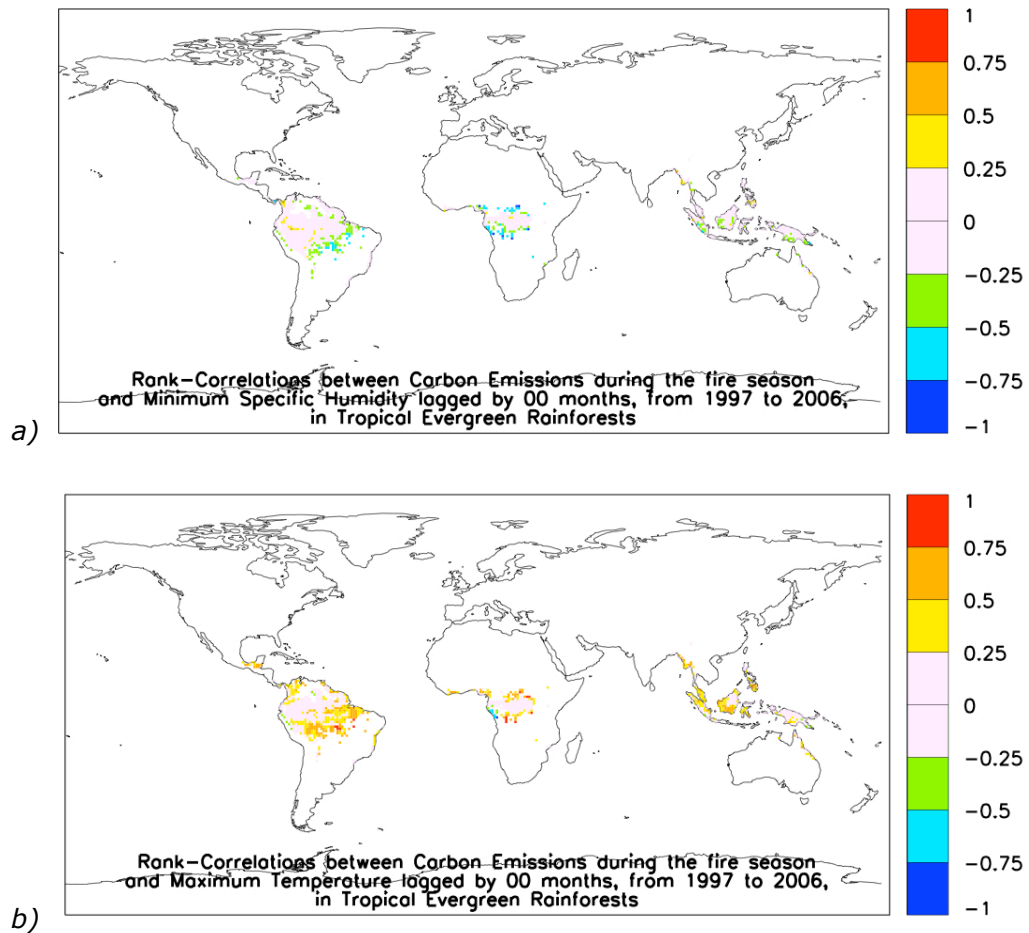 1
0.75
0.5
0.25
0
−0.25
−0.5
−0.75
−1
Rank−Correlations between Carbon Emissions during the fire season
and Minimum Specific Humidity lagged by 00 months, from 1997 to 2006,
in Tropical Evergreen Rainforests
a)
1
0.75
0.5
0.25
0
−0.25
−0.5
−0.75
−1
Rank−Correlations between Carbon Emissions during the fire season
and Maximum Temperature lagged by 00 months, from 1997 to 2006,
in Tropical Evergreen Rainforests
b)